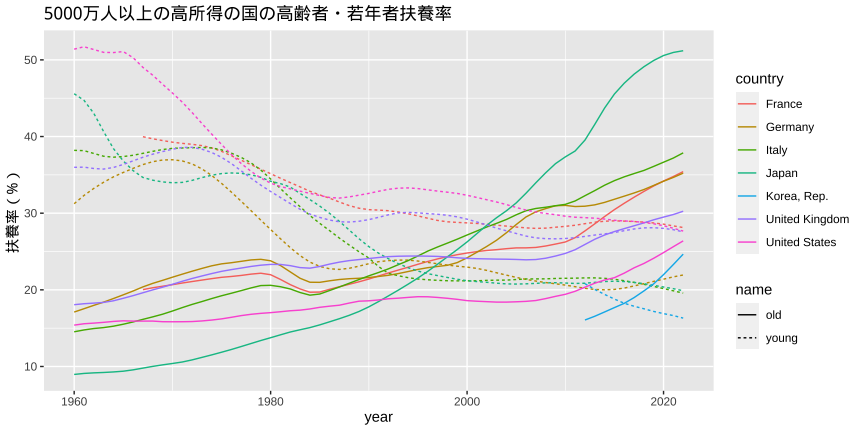 5000万人以上の高所得の国の高齢者・若年者扶養率
扶養率(%)
50
40
30
20
10
1960
1980
2000
2020
year
country
France
Germany
Italy
Japan
Korea, Rep.
United Kingdom
United States
name
old
young